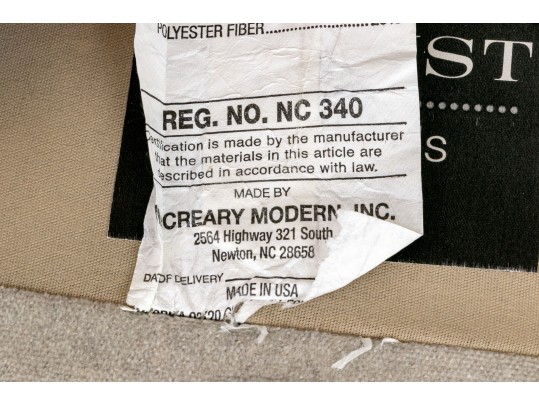 POLYESTER FIBER
REG. NO. NC 340
Certification is made by the manufacturer
that the materials in this article are
described in accordance with law.
MADE BY
CREARY MODERN, INC.
2564 Highway 321 South
Newton, NC 28658
DELIVERY
MADE IN USA
ST
S